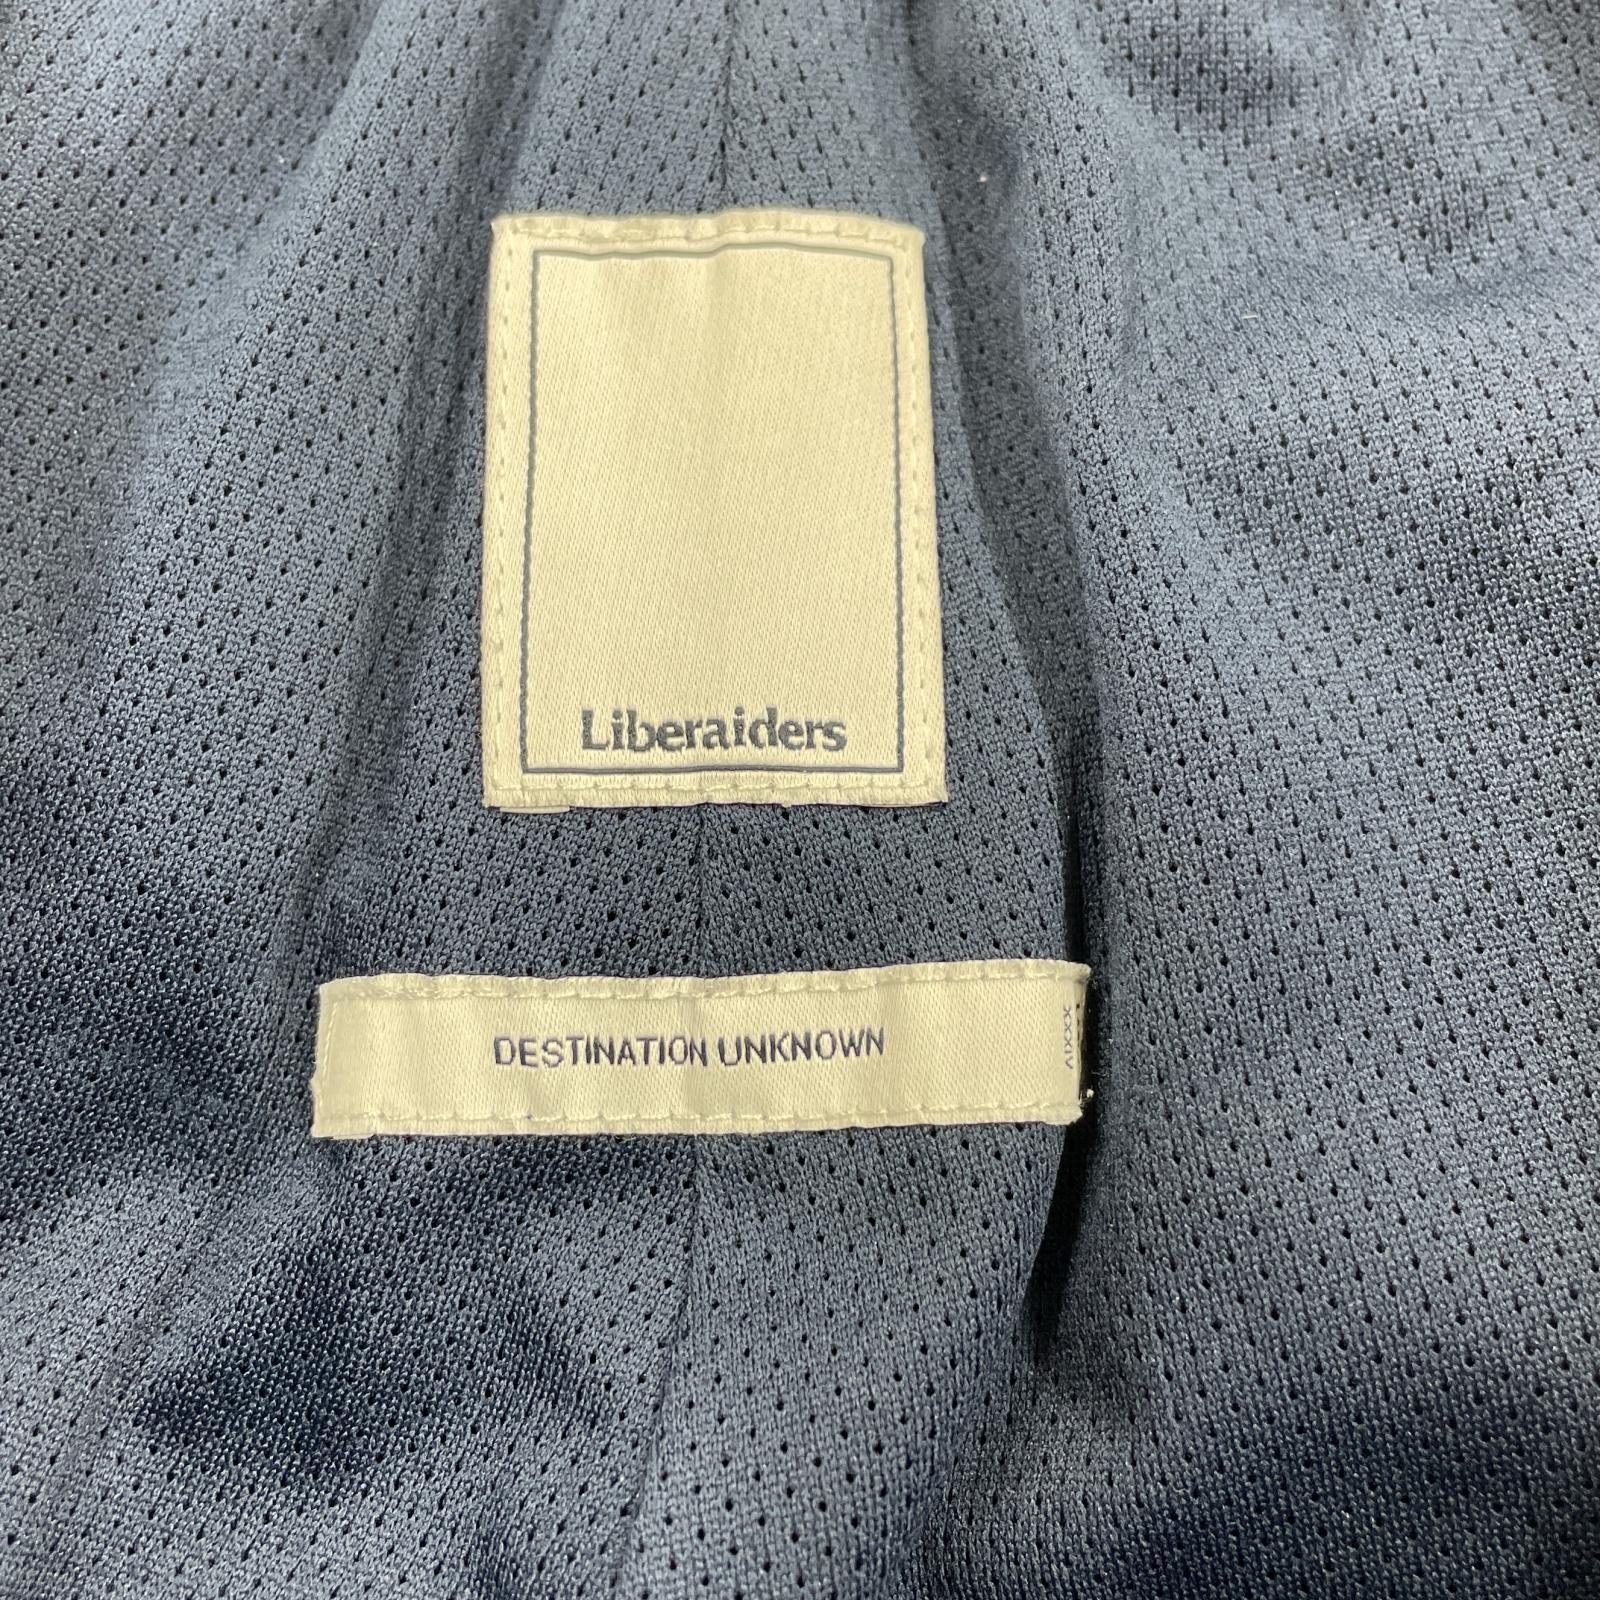 Liberaiders
DESTINATION UNKNOWN
XXXIV